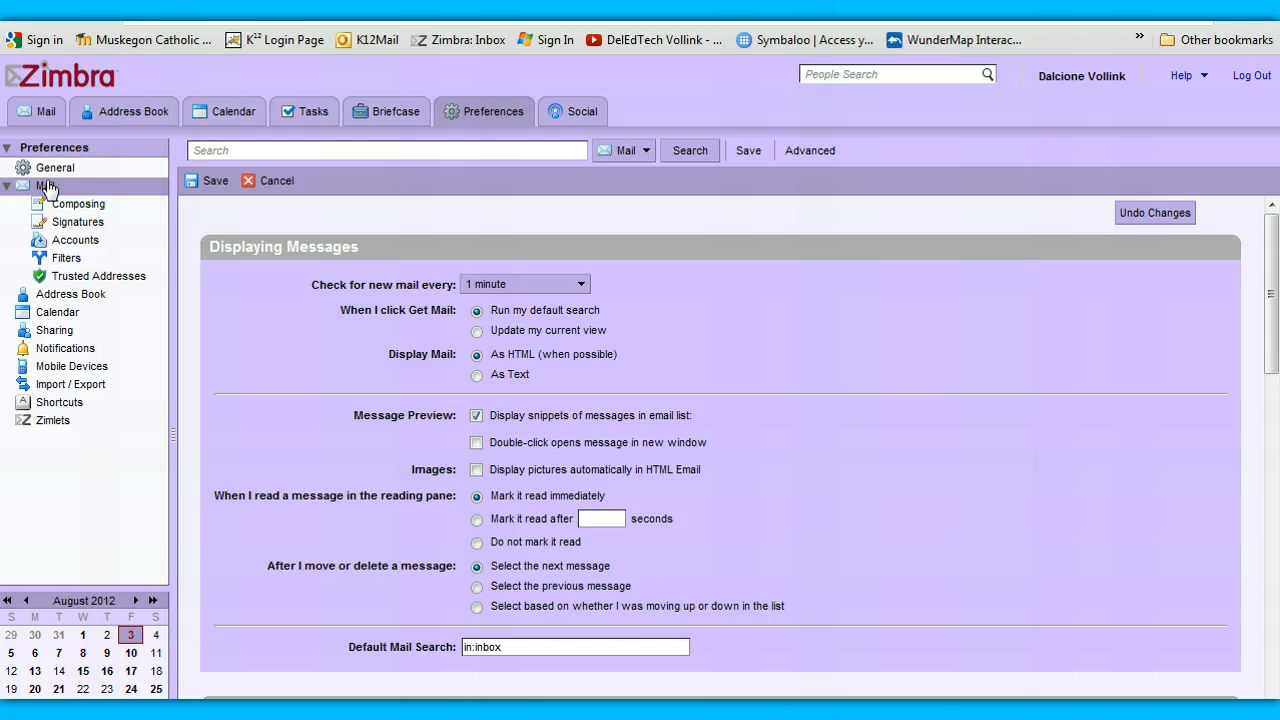 Sign in
Muskegon Catholic ...
K¹² Login Page
K12Mail
Zimbra: Inbox
Sign In
DelEdTech Vollink - ...
Symbaloo | Access y...
WunderMap Interac...
»
Other bookmarks
Zimbra
People Search
Dalcione Vollink
Help
Log Out
Mail
Address Book
Calendar
Tasks
Briefcase
Preferences
Social
Preferences
Search
Mail
Search
Save
Advanced
General
Save
Cancel
Composing
Signatures
Accounts
Filters
Trusted Addresses
Address Book
Calendar
Sharing
Notifications
Mobile Devices
Import / Export
Shortcuts
Zimlets
Undo Changes
Displaying Messages
Check for new mail every: 1 minute
When I click Get Mail: Run my default search
Update my current view
Display Mail: As HTML (when possible)
As Text
Message Preview: Display snippets of messages in email list:
Double-click opens message in new window
Images: Display pictures automatically in HTML Email
When I read a message in the reading pane: Mark it read immediately
Mark it read after seconds
Do not mark it read
After I move or delete a message: Select the next message
Select the previous message
Select based on whether I was moving up or down in the list
Default Mail Search: in:inbox
August 2012
S M T W T F S
29 30 31 1 2 3 4
5 6 7 8 9 10 11
12 13 14 15 16 17 18
19 20 21 22 23 24 25